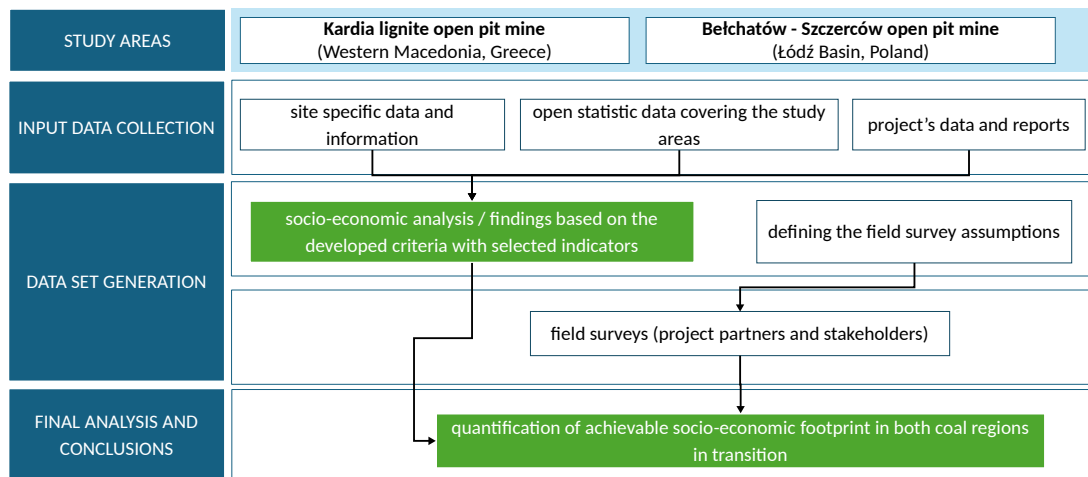 STUDY AREAS
Kardia lignite open pit mine
(Western Macedonia, Greece)
Bełchatów - Szczerców open pit mine
(Łódź Basin, Poland)
INPUT DATA COLLECTION
site specific data and
information
open statistic data covering the study
areas
project’s data and reports
DATA SET GENERATION
socio-economic analysis / findings based on the
developed criteria with selected indicators
defining the field survey assumptions
field surveys (project partners and stakeholders)
FINAL ANALYSIS AND
CONCLUSIONS
quantification of achievable socio-economic footprint in both coal regions
in transition